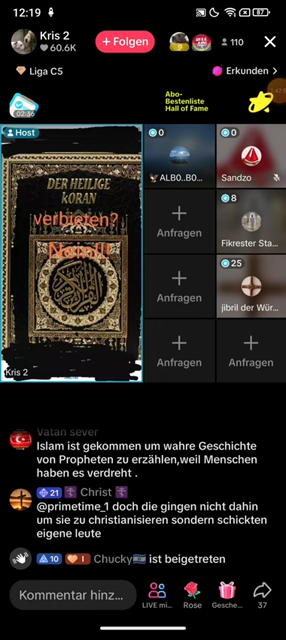 12:19
87
Kris 2
60.6K
+ Folgen
110
Liga C5
Erkunden >
02:36
Abo-
Bestenliste
Hall of Fame
Host
DER HEILIGE
KORAN
verbieten?
Nein!!!
Kris 2
0
ALB0..B0...
0
Sandzo
Anfragen
8
Fikrester Sta...
Anfragen
25
jibril der Wür...
Anfragen
Anfragen
Vatan sever
Islam ist gekommen um wahre Geschichte
von Propheten zu erzählen,weil Menschen
haben es verdreht .
21 Christ
@primetime_1 doch die gingen nicht dahin
um sie zu christianisieren sondern schickten
eigene leute
10 I Chucky ist beigetreten
Kommentar hinz...
LIVE mi...
Rose
Gesche...
37